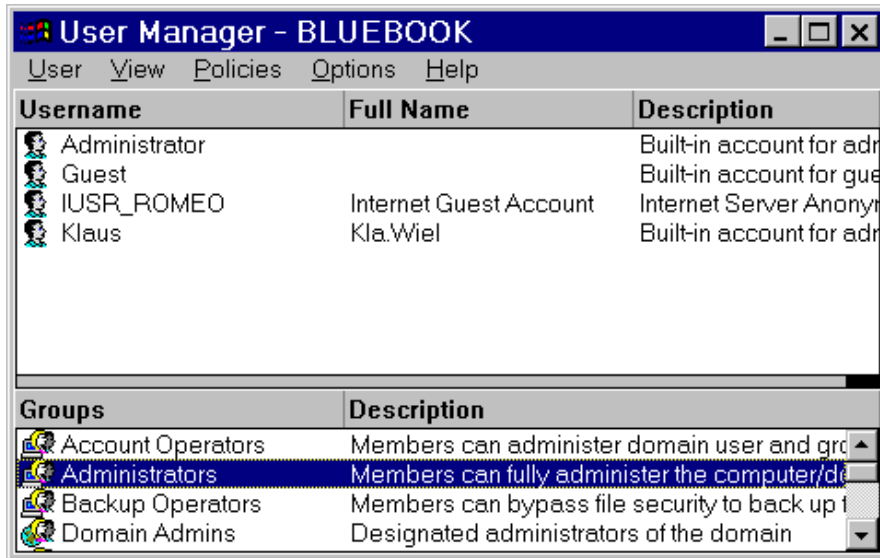 User Manager - BLUEBOOK
User View Policies Options Help
Username Full Name Description
Administrator Built-in account for adr
Guest Built-in account for gue
IUSR_ROMEO Internet Guest Account Internet Server Anonyr
Klaus Kla.Wiel Built-in account for adr
Groups Description
Account Operators Members can administer domain user and gro
Administrators Members can fully administer the computer/do
Backup Operators Members can bypass file security to back up f
Domain Admins Designated administrators of the domain